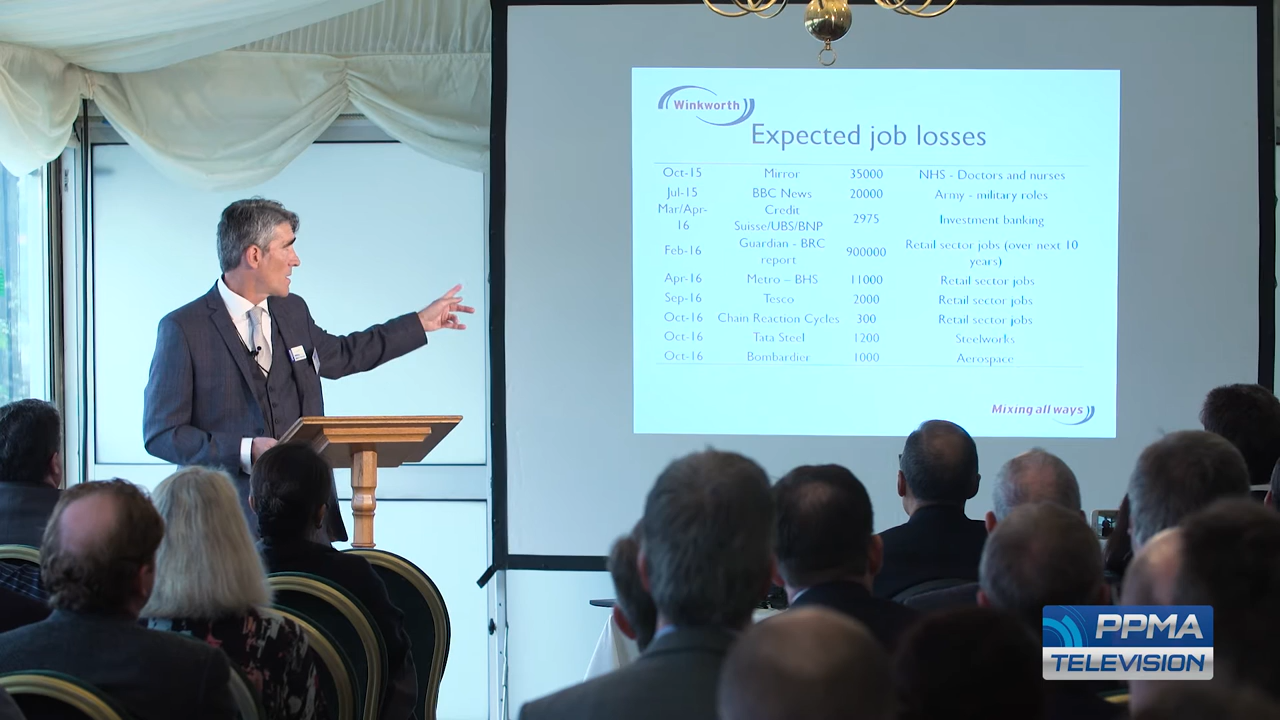 Winkworth
Expected job losses
Oct-15 Mirror 35000 NHS - Doctors and nurses
Jul-15 BBC News 20000 Army - military roles
Mar/Apr-16 Credit Suisse/UBS/BNP 2975 Investment banking
Feb-16 Guardian - BRC report 900000 Retail sector jobs (over next 10 years)
Apr-16 Metro – BHS 11000 Retail sector jobs
Sep-16 Tesco 2000 Retail sector jobs
Oct-16 Chain Reaction Cycles 300 Retail sector jobs
Oct-16 Tata Steel 1200 Steelworks
Oct-16 Bombardier 1000 Aerospace
Mixing all ways
PPMA
TELEVISION